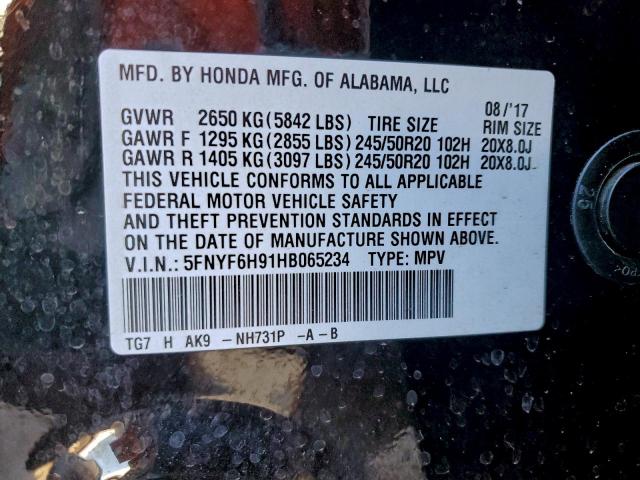 MFD. BY HONDA MFG. OF ALABAMA, LLC
08/'17
GVWR 2650 KG(5842 LBS) TIRE SIZE RIM SIZE
GAWR F 1295 KG(2855 LBS) 245/50R20 102H 20X8.0J
GAWR R 1405 KG(3097 LBS) 245/50R20 102H 20X8.0J
THIS VEHICLE CONFORMS TO ALL APPLICABLE
FEDERAL MOTOR VEHICLE SAFETY
AND THEFT PREVENTION STANDARDS IN EFFECT
ON THE DATE OF MANUFACTURE SHOWN ABOVE.
V.I.N.: 5FNYF6H91HB065234 TYPE: MPV
TG7 H AK9 -NH731P -A-B
25